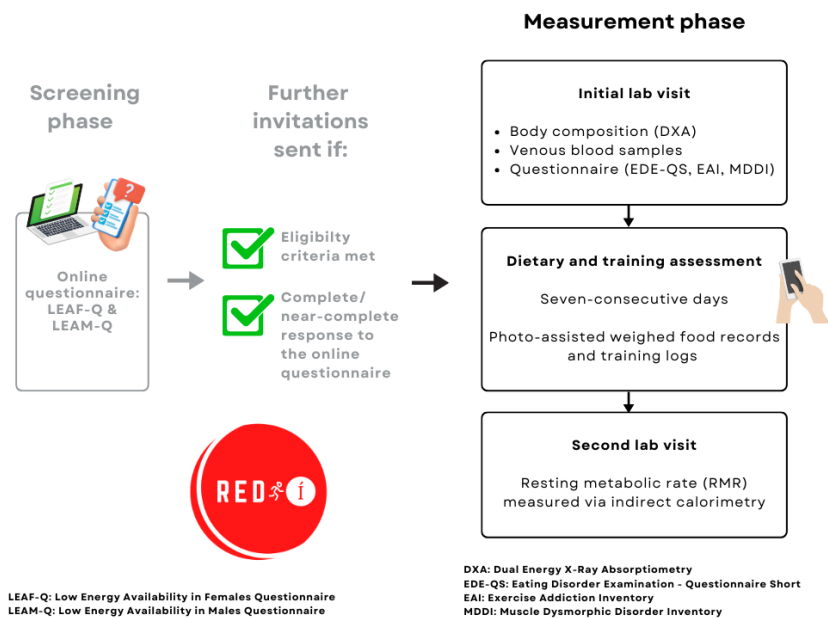 Screening
phase
Online
questionnaire:
LEAF-Q &
LEAM-Q
Further
invitations
sent if:
Eligibilty
criteria met
Complete/
near-complete
response to
the online
questionnaire
Measurement phase
Initial lab visit
• Body composition (DXA)
• Venous blood samples
• Questionnaire (EDE-QS, EAI, MDDI)
Dietary and training assessment
Seven-consecutive days
Photo-assisted weighed food records
and training logs
Second lab visit
Resting metabolic rate (RMR)
measured via indirect calorimetry
?
RED Í
LEAF-Q: Low Energy Availability in Females Questionnaire
LEAM-Q: Low Energy Availability in Males Questionnaire
DXA: Dual Energy X-Ray Absorptiometry
EDE-QS: Eating Disorder Examination - Questionnaire Short
EAI: Exercise Addiction Inventory
MDDI: Muscle Dysmorphic Disorder Inventory